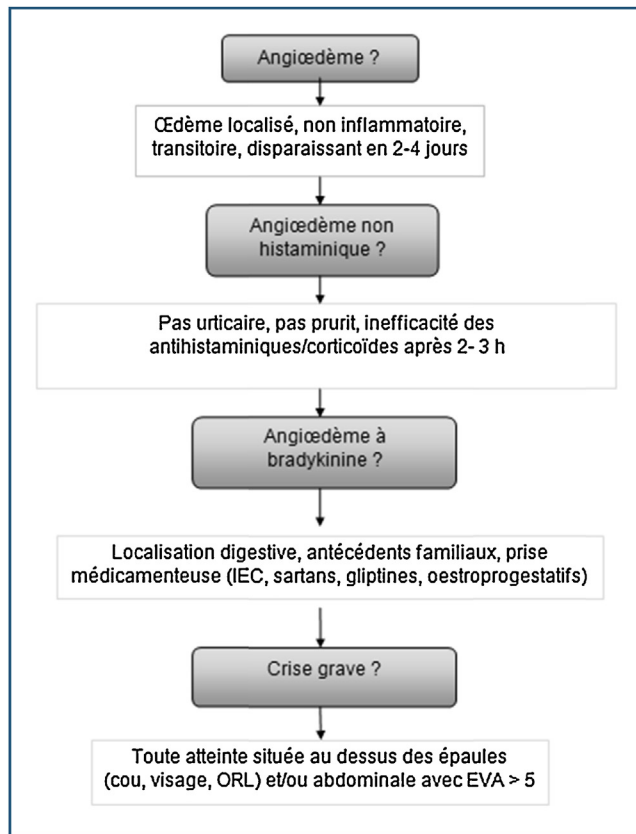 Angiœdème ?
Œdème localisé, non inflammatoire,
transitoire, disparaissant en 2-4 jours
Angiœdème non
histaminique ?
Pas urticaire, pas prurit, inefficacité des
antihistaminiques/corticoïdes après 2- 3 h
Angiœdème à
bradykinine ?
Localisation digestive, antécédents familiaux, prise
médicamenteuse (IEC, sartans, gliptines, oestroprogestatifs)
Crise grave ?
Toute atteinte située au dessus des épaules
(cou, visage, ORL) et/ou abdominale avec EVA > 5